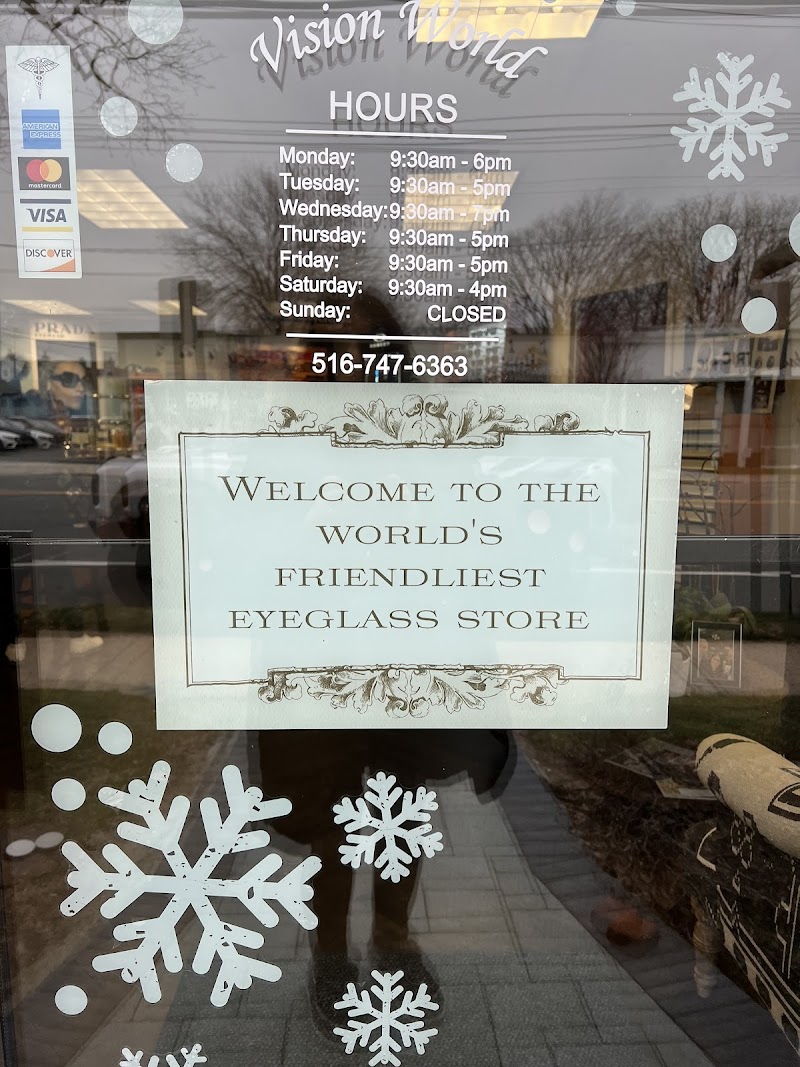 Vision World
HOURS
AMERICAN EXPRESS
mastercard
VISA
DISCOVER
Monday: 9:30am - 6pm
Tuesday: 9:30am - 5pm
Wednesday: 9:30am - 7pm
Thursday: 9:30am - 5pm
Friday: 9:30am - 5pm
Saturday: 9:30am - 4pm
Sunday: CLOSED
516-747-6363
PRADA
WELCOME TO THE
WORLD'S
FRIENDLIEST
EYEGLASS STORE